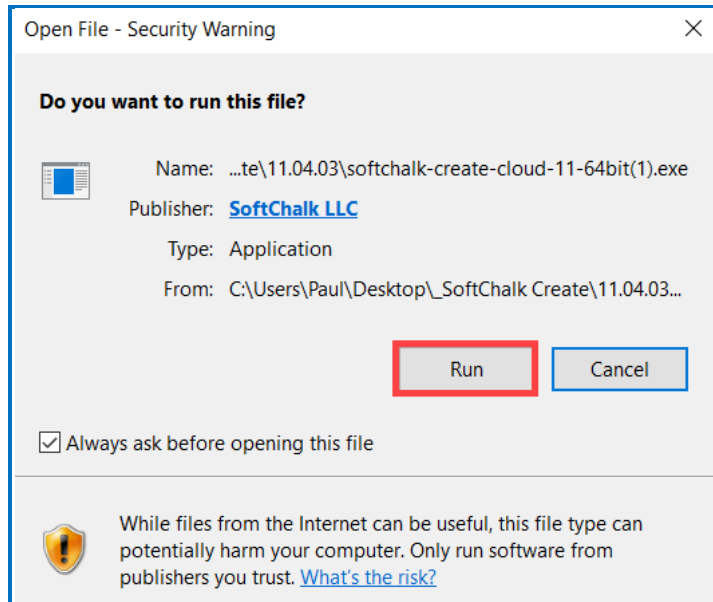 Open File - Security Warning
Do you want to run this file?
Name: ...te\11.04.03\softchalk-create-cloud-11-64bit(1).exe
Publisher: SoftChalk LLC
Type: Application
From: C:\Users\Paul\Desktop\_SoftChalk Create\11.04.03...
Run Cancel
Always ask before opening this file
While files from the Internet can be useful, this file type can
potentially harm your computer. Only run software from
publishers you trust. What's the risk?